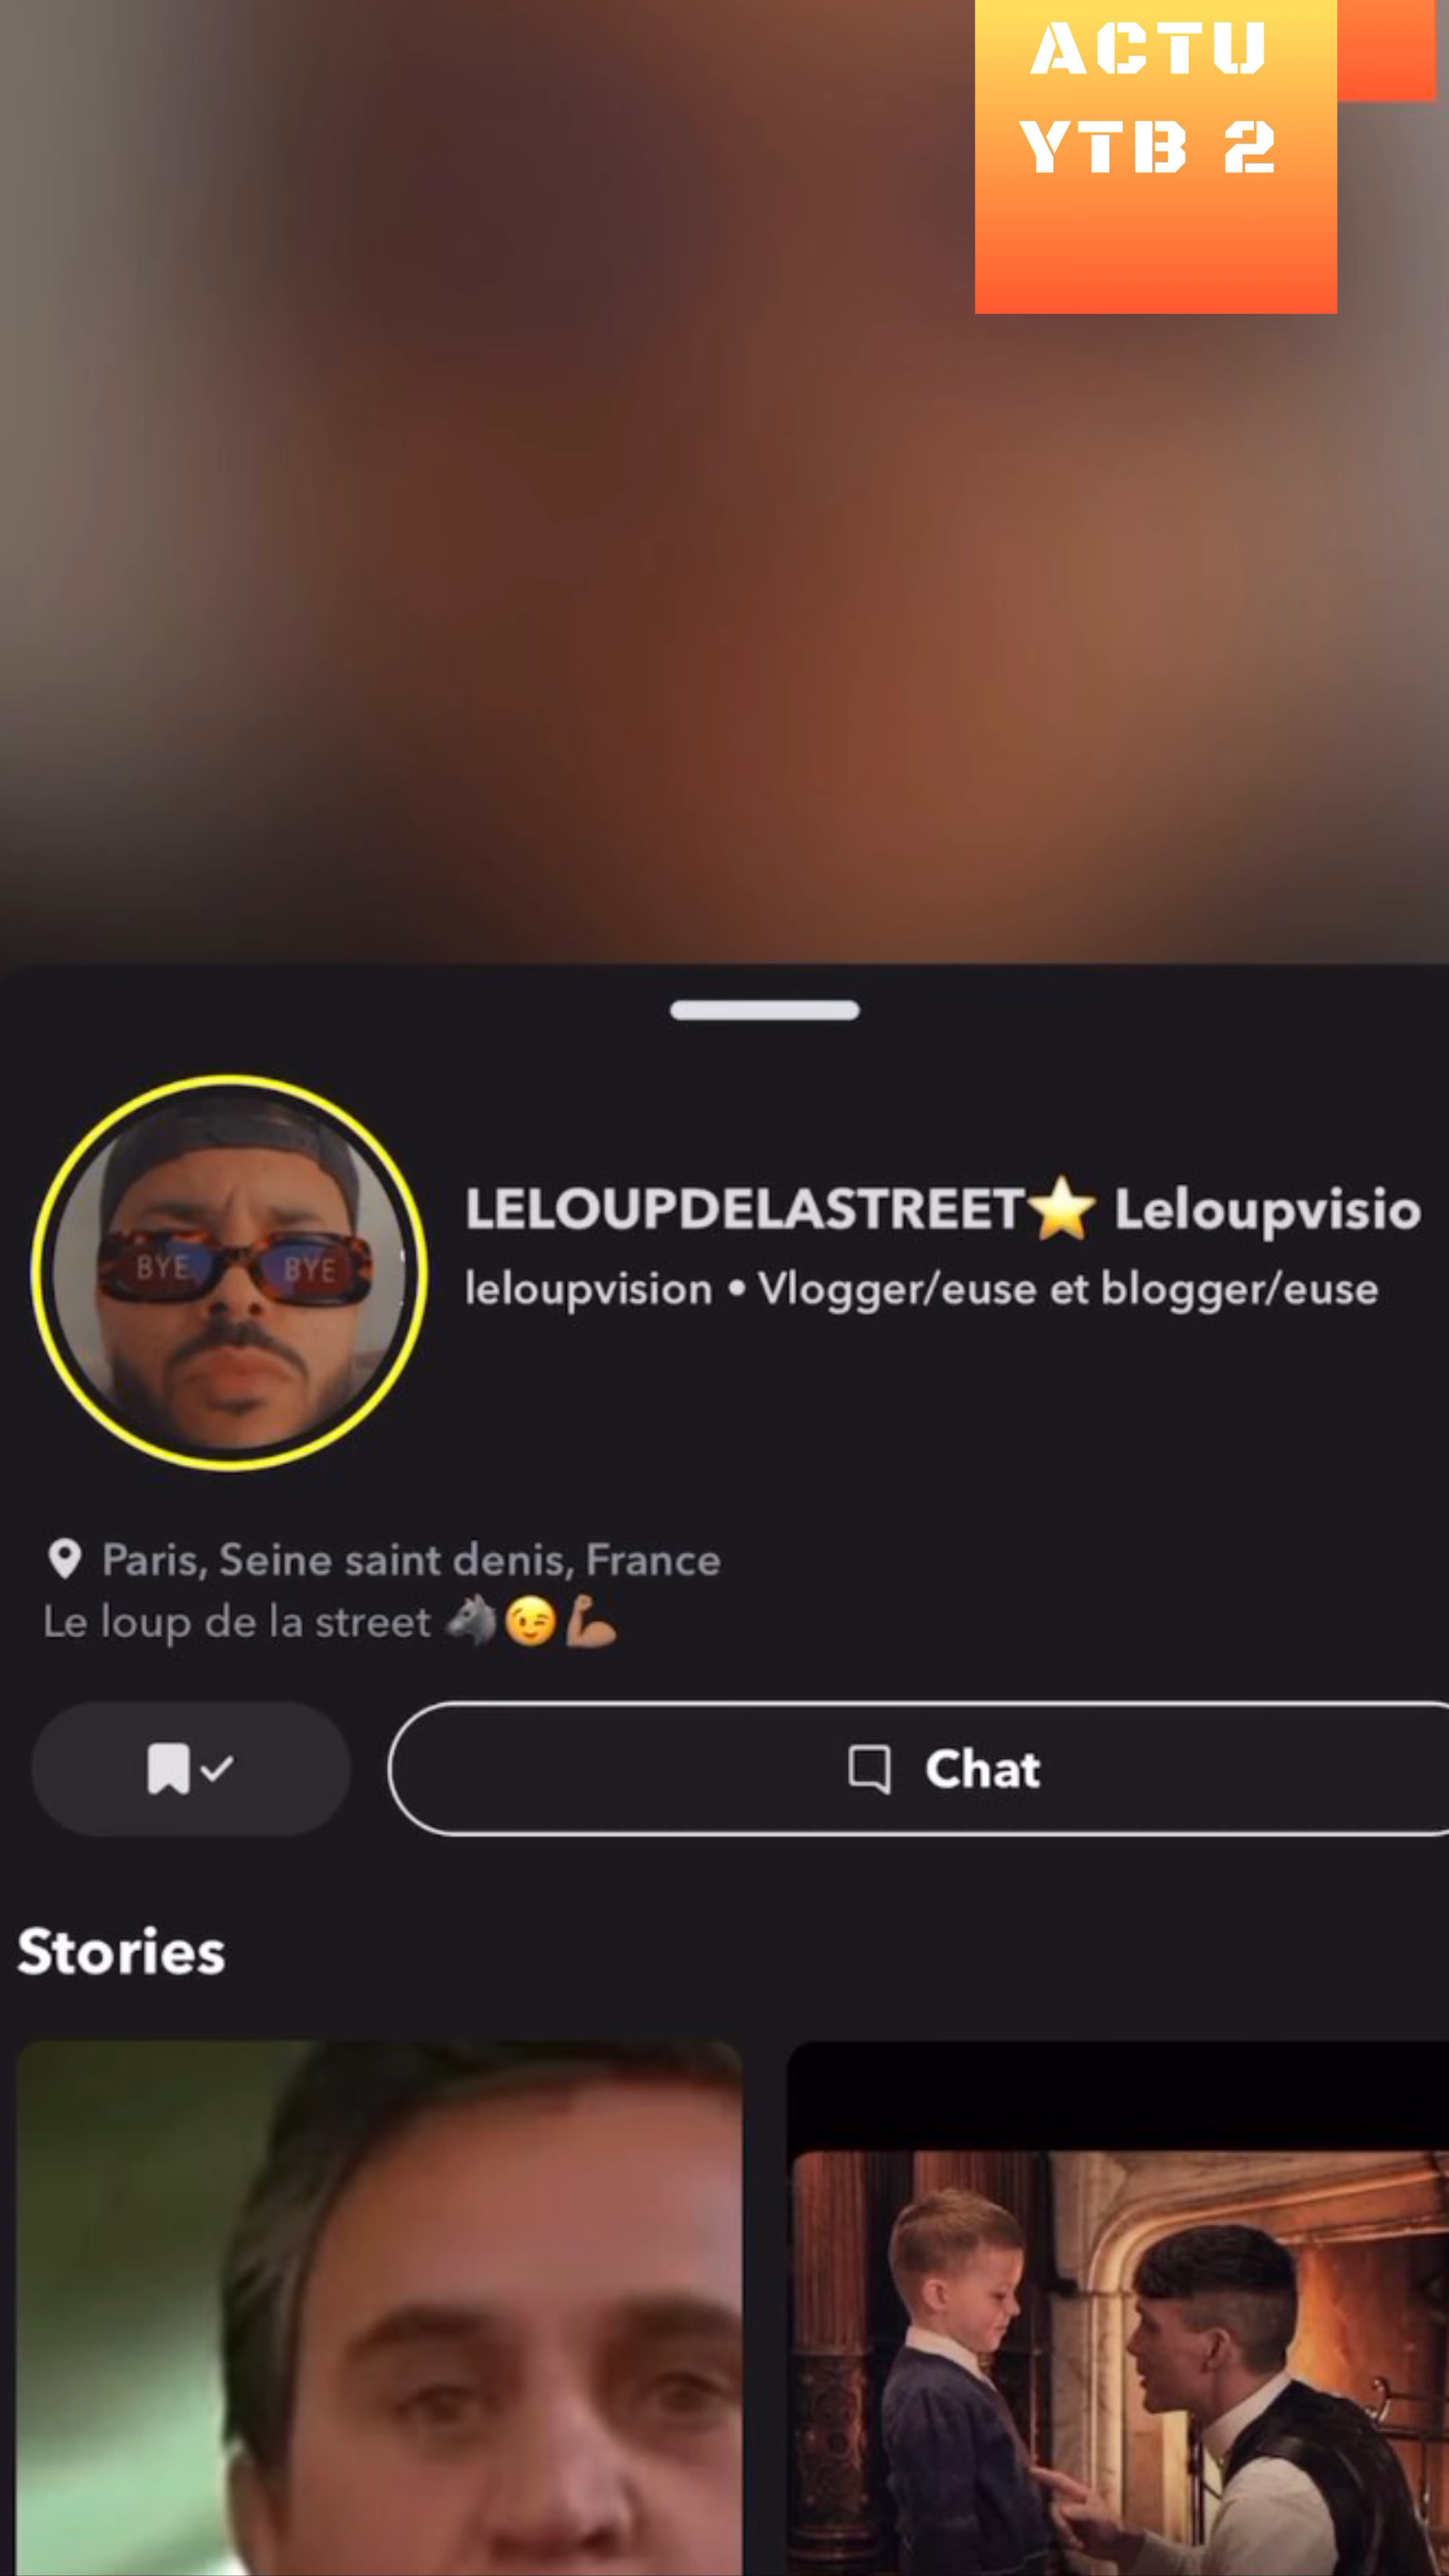 ACTU
YTB 2
LELOUPDELASTREET⭐ Leloupvisio
leloupvision • Vlogger/euse et blogger/euse
BYE BYE
Paris, Seine saint denis, France
Le loup de la street 🐺😉💪🏽
Chat
Stories